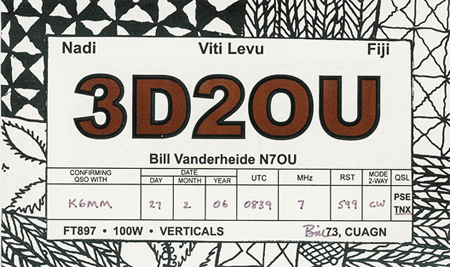 Nadi Viti Levu Fiji
3D2OU
Bill Vanderheide N7OU
CONFIRMING QSO WITH DAY DATE MONTH YEAR UTC MHz RST MODE 2-WAY QSL
K6MM 27 2 06 0839 7 599 CW PSE TNX
FT897 • 100W • VERTICALS Bill 73, CUAGN